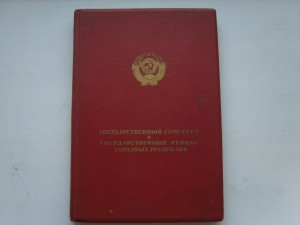 ГОСУДАРСТВЕННЫЙ ГЕРБ СССР
И
ГОСУДАРСТВЕННЫЕ ГЕРБЫ
СОЮЗНЫХ РЕСПУБЛИК